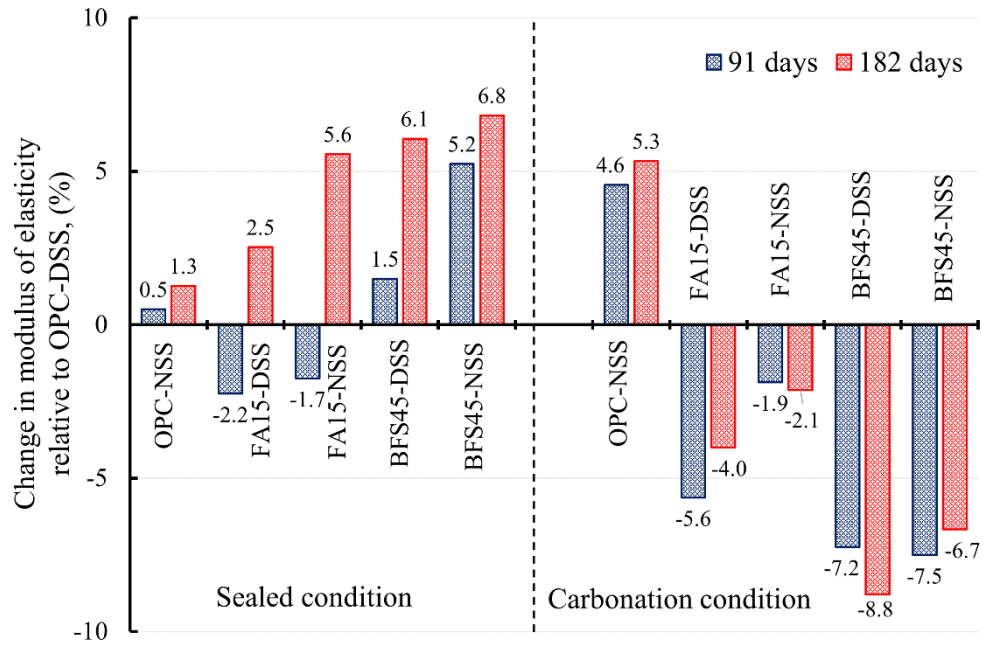 Change in modulus of elasticity
relative to OPC-DSS, (%)
10
5
0
-5
-10
91 days
182 days
0.5
1.3
-2.2
2.5
-1.7
5.6
1.5
6.1
5.2
6.8
4.6
5.3
-5.6
-4.0
-1.9
-2.1
-7.2
-8.8
-7.5
-6.7
OPC-NSS
FA15-DSS
FA15-NSS
BFS45-DSS
BFS45-NSS
OPC-NSS
FA15-DSS
FA15-NSS
BFS45-DSS
BFS45-NSS
Sealed condition
Carbonation condition